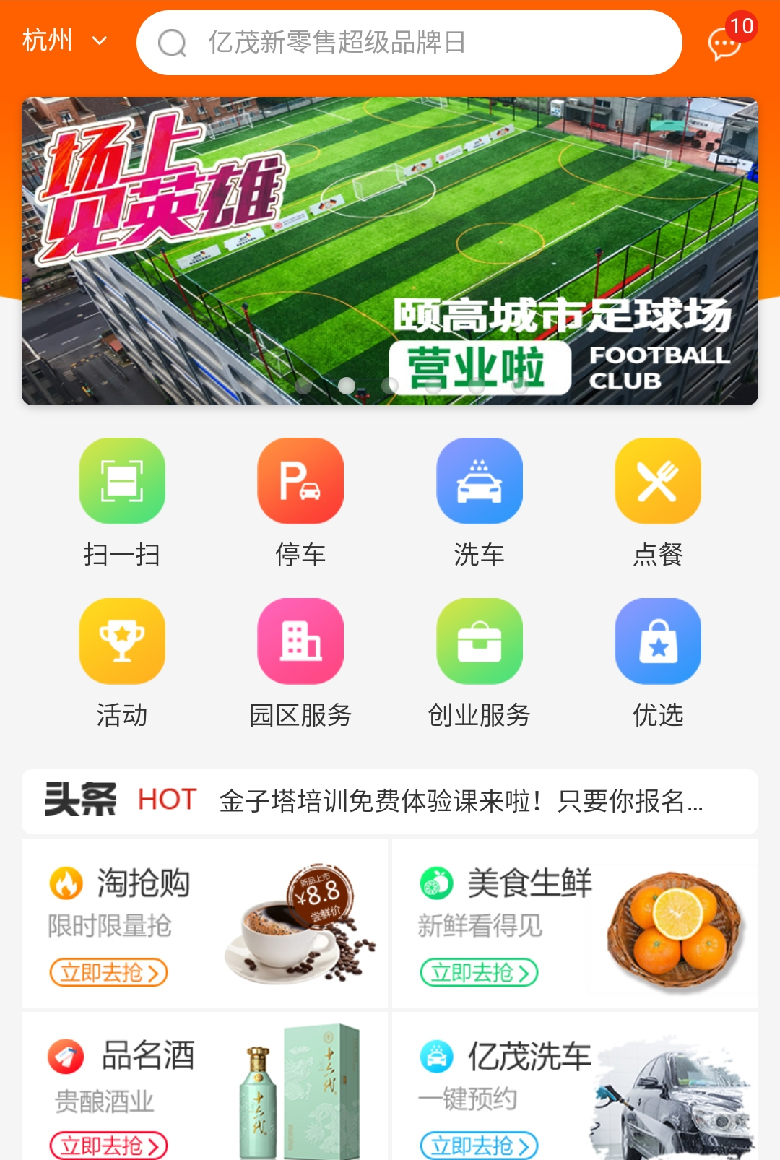 杭州
亿茂新零售超级品牌日
10
场上
见英雄
颐高城市足球场
营业啦
FOOTBALL
CLUB
扫一扫
P
停车
洗车
点餐
活动
园区服务
创业服务
优选
头条 HOT 金子塔培训免费体验课来啦！只要你报名...
淘抢购
限时限量抢
立即去抢
新品上市
¥8.8
尝鲜价
美食生鲜
新鲜看得见
立即去抢
品名酒
贵酿酒业
立即去抢
亿茂洗车
一键预约
立即去抢